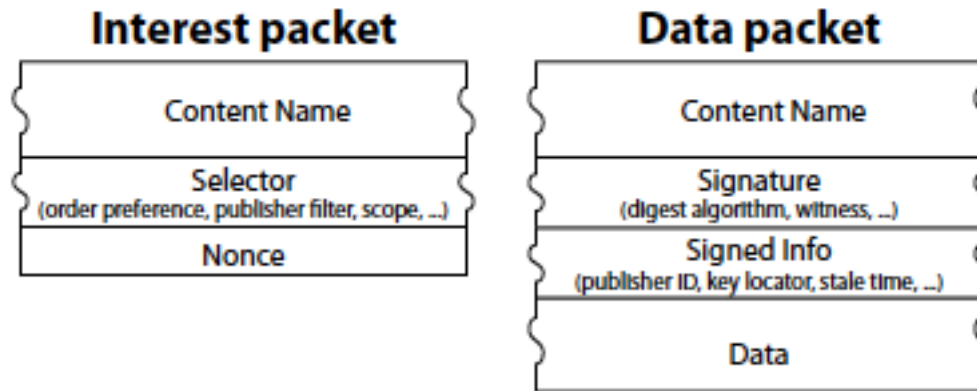 Interest packet
Content Name
Selector
(order preference, publisher filter, scope, ...)
Nonce
Data packet
Content Name
Signature
(digest algorithm, witness, ...)
Signed Info
(publisher ID, key locator, stale time, ...)
Data